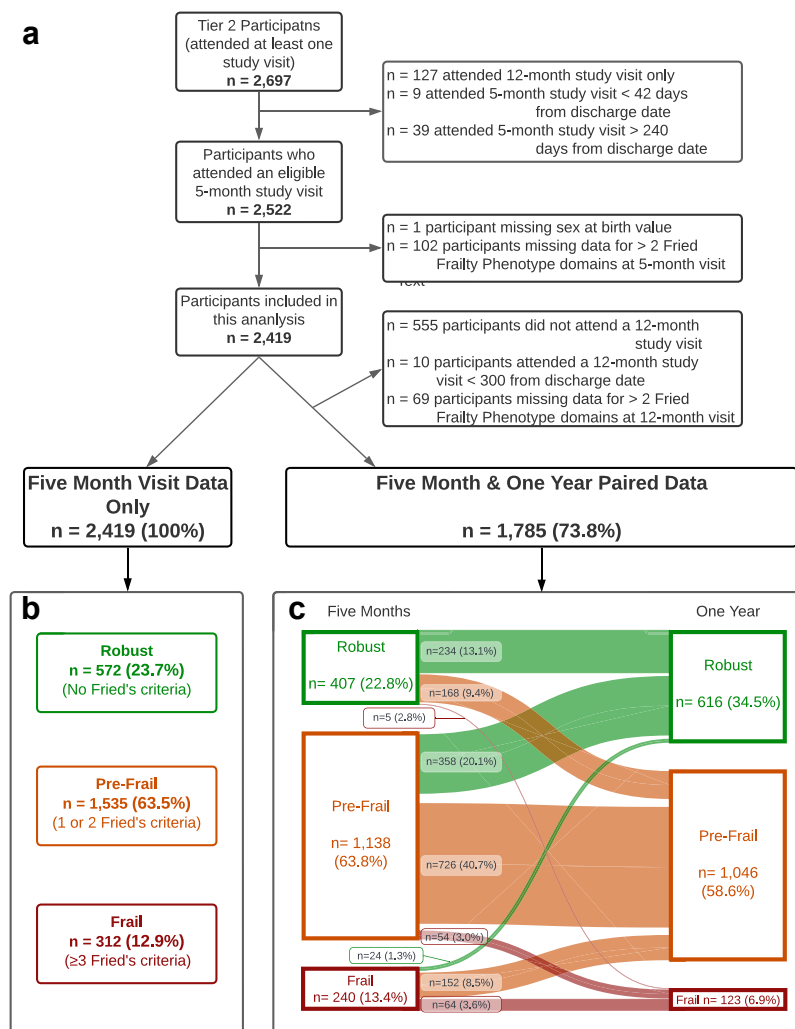 a
Tier 2 Participatns
(attended at least one
study visit)
n = 2,697
n = 127 attended 12-month study visit only
n = 9 attended 5-month study visit < 42 days
from discharge date
n = 39 attended 5-month study visit > 240
days from discharge date
Participants who
attended an eligible
5-month study visit
n = 2,522
n = 1 participant missing sex at birth value
n = 102 participants missing data for > 2 Fried
Frailty Phenotype domains at 5-month visit
Participants included in
this ananlysis
n = 2,419
n = 555 participants did not attend a 12-month
study visit
n = 10 participants attended a 12-month study
visit < 300 from discharge date
n = 69 participants missing data for > 2 Fried
Frailty Phenotype domains at 12-month visit
Five Month Visit Data
Only
n = 2,419 (100%)
Five Month & One Year Paired Data
n = 1,785 (73.8%)
b
Robust
n = 572 (23.7%)
(No Fried's criteria)
Pre-Frail
n = 1,535 (63.5%)
(1 or 2 Fried's criteria)
Frail
n = 312 (12.9%)
(≥3 Fried's criteria)
c
Five Months
One Year
Robust
n= 407 (22.8%)
n=234 (13.1%)
n=168 (9.4%)
n=5 (2.8%)
Robust
n= 616 (34.5%)
Pre-Frail
n= 1,138
(63.8%)
n=358 (20.1%)
n=726 (40.7%)
n=54 (3.0%)
Pre-Frail
n= 1,046
(58.6%)
n=24 (1.3%)
Frail
n= 240 (13.4%)
n=152 (8.5%)
n=64 (3.6%)
Frail n= 123 (6.9%)